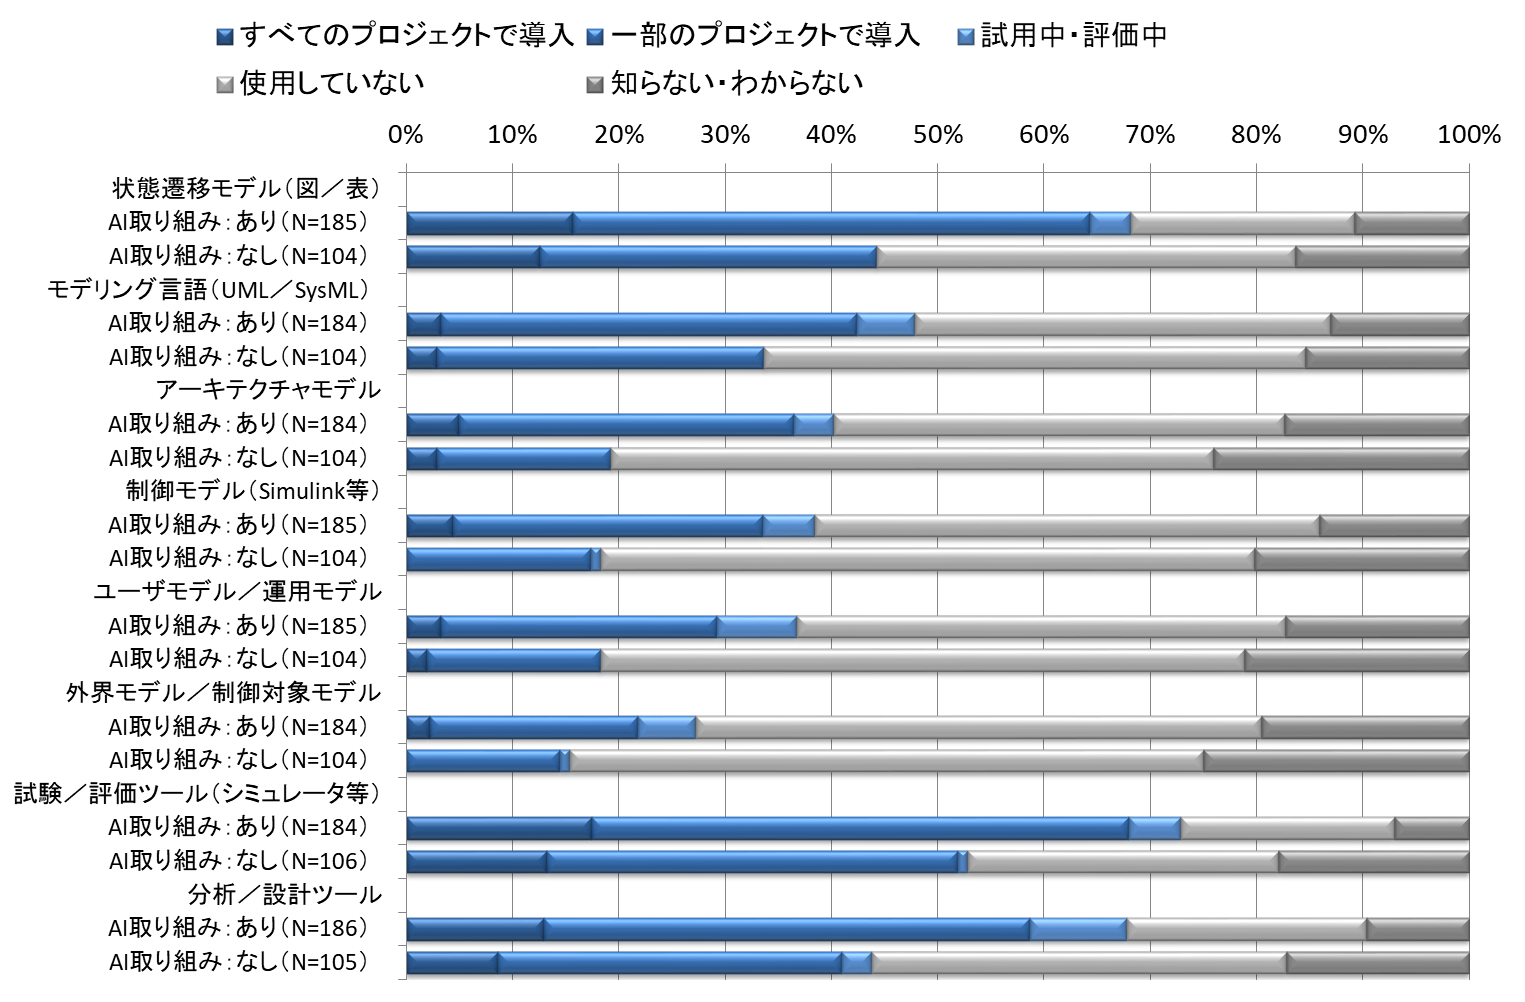 すべてのプロジェクトで導入 一部のプロジェクトで導入 試用中・評価中
使用していない 知らない・わからない
0% 10% 20% 30% 40% 50% 60% 70% 80% 90% 100%
状態遷移モデル（図／表）
AI取り組み：あり（N=185）
AI取り組み：なし（N=104）
モデリング言語（UML／SysML）
AI取り組み：あり（N=184）
AI取り組み：なし（N=104）
アーキテクチャモデル
AI取り組み：あり（N=184）
AI取り組み：なし（N=104）
制御モデル（Simulink等）
AI取り組み：あり（N=185）
AI取り組み：なし（N=104）
ユーザモデル／運用モデル
AI取り組み：あり（N=185）
AI取り組み：なし（N=104）
外界モデル／制御対象モデル
AI取り組み：あり（N=184）
AI取り組み：なし（N=104）
試験／評価ツール（シミュレータ等）
AI取り組み：あり（N=184）
AI取り組み：なし（N=106）
分析／設計ツール
AI取り組み：あり（N=186）
AI取り組み：なし（N=105）